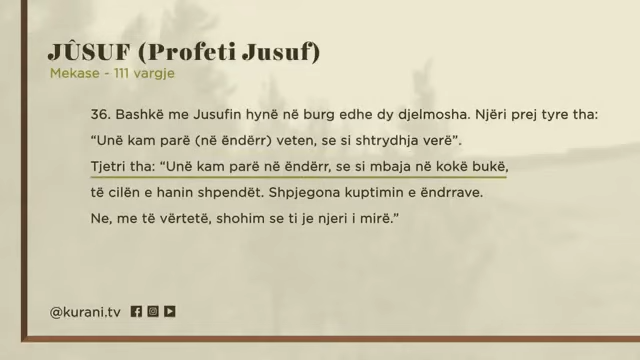 JÛSUF (Profeti Jusuf)
Mekase - 111 vargje
36. Bashkë me Jusufin hynë në burg edhe dy djelmosha. Njëri prej tyre tha:
“Unë kam parë (në ëndërr) veten, se si shtrydhja verë”.
Tjetri tha: “Unë kam parë në ëndërr, se si mbaja në kokë bukë,
të cilën e hanin shpendët. Shpjegona kuptimin e ëndrrave.
Ne, me të vërtetë, shohim se ti je njeri i mirë.”
@kurani.tv